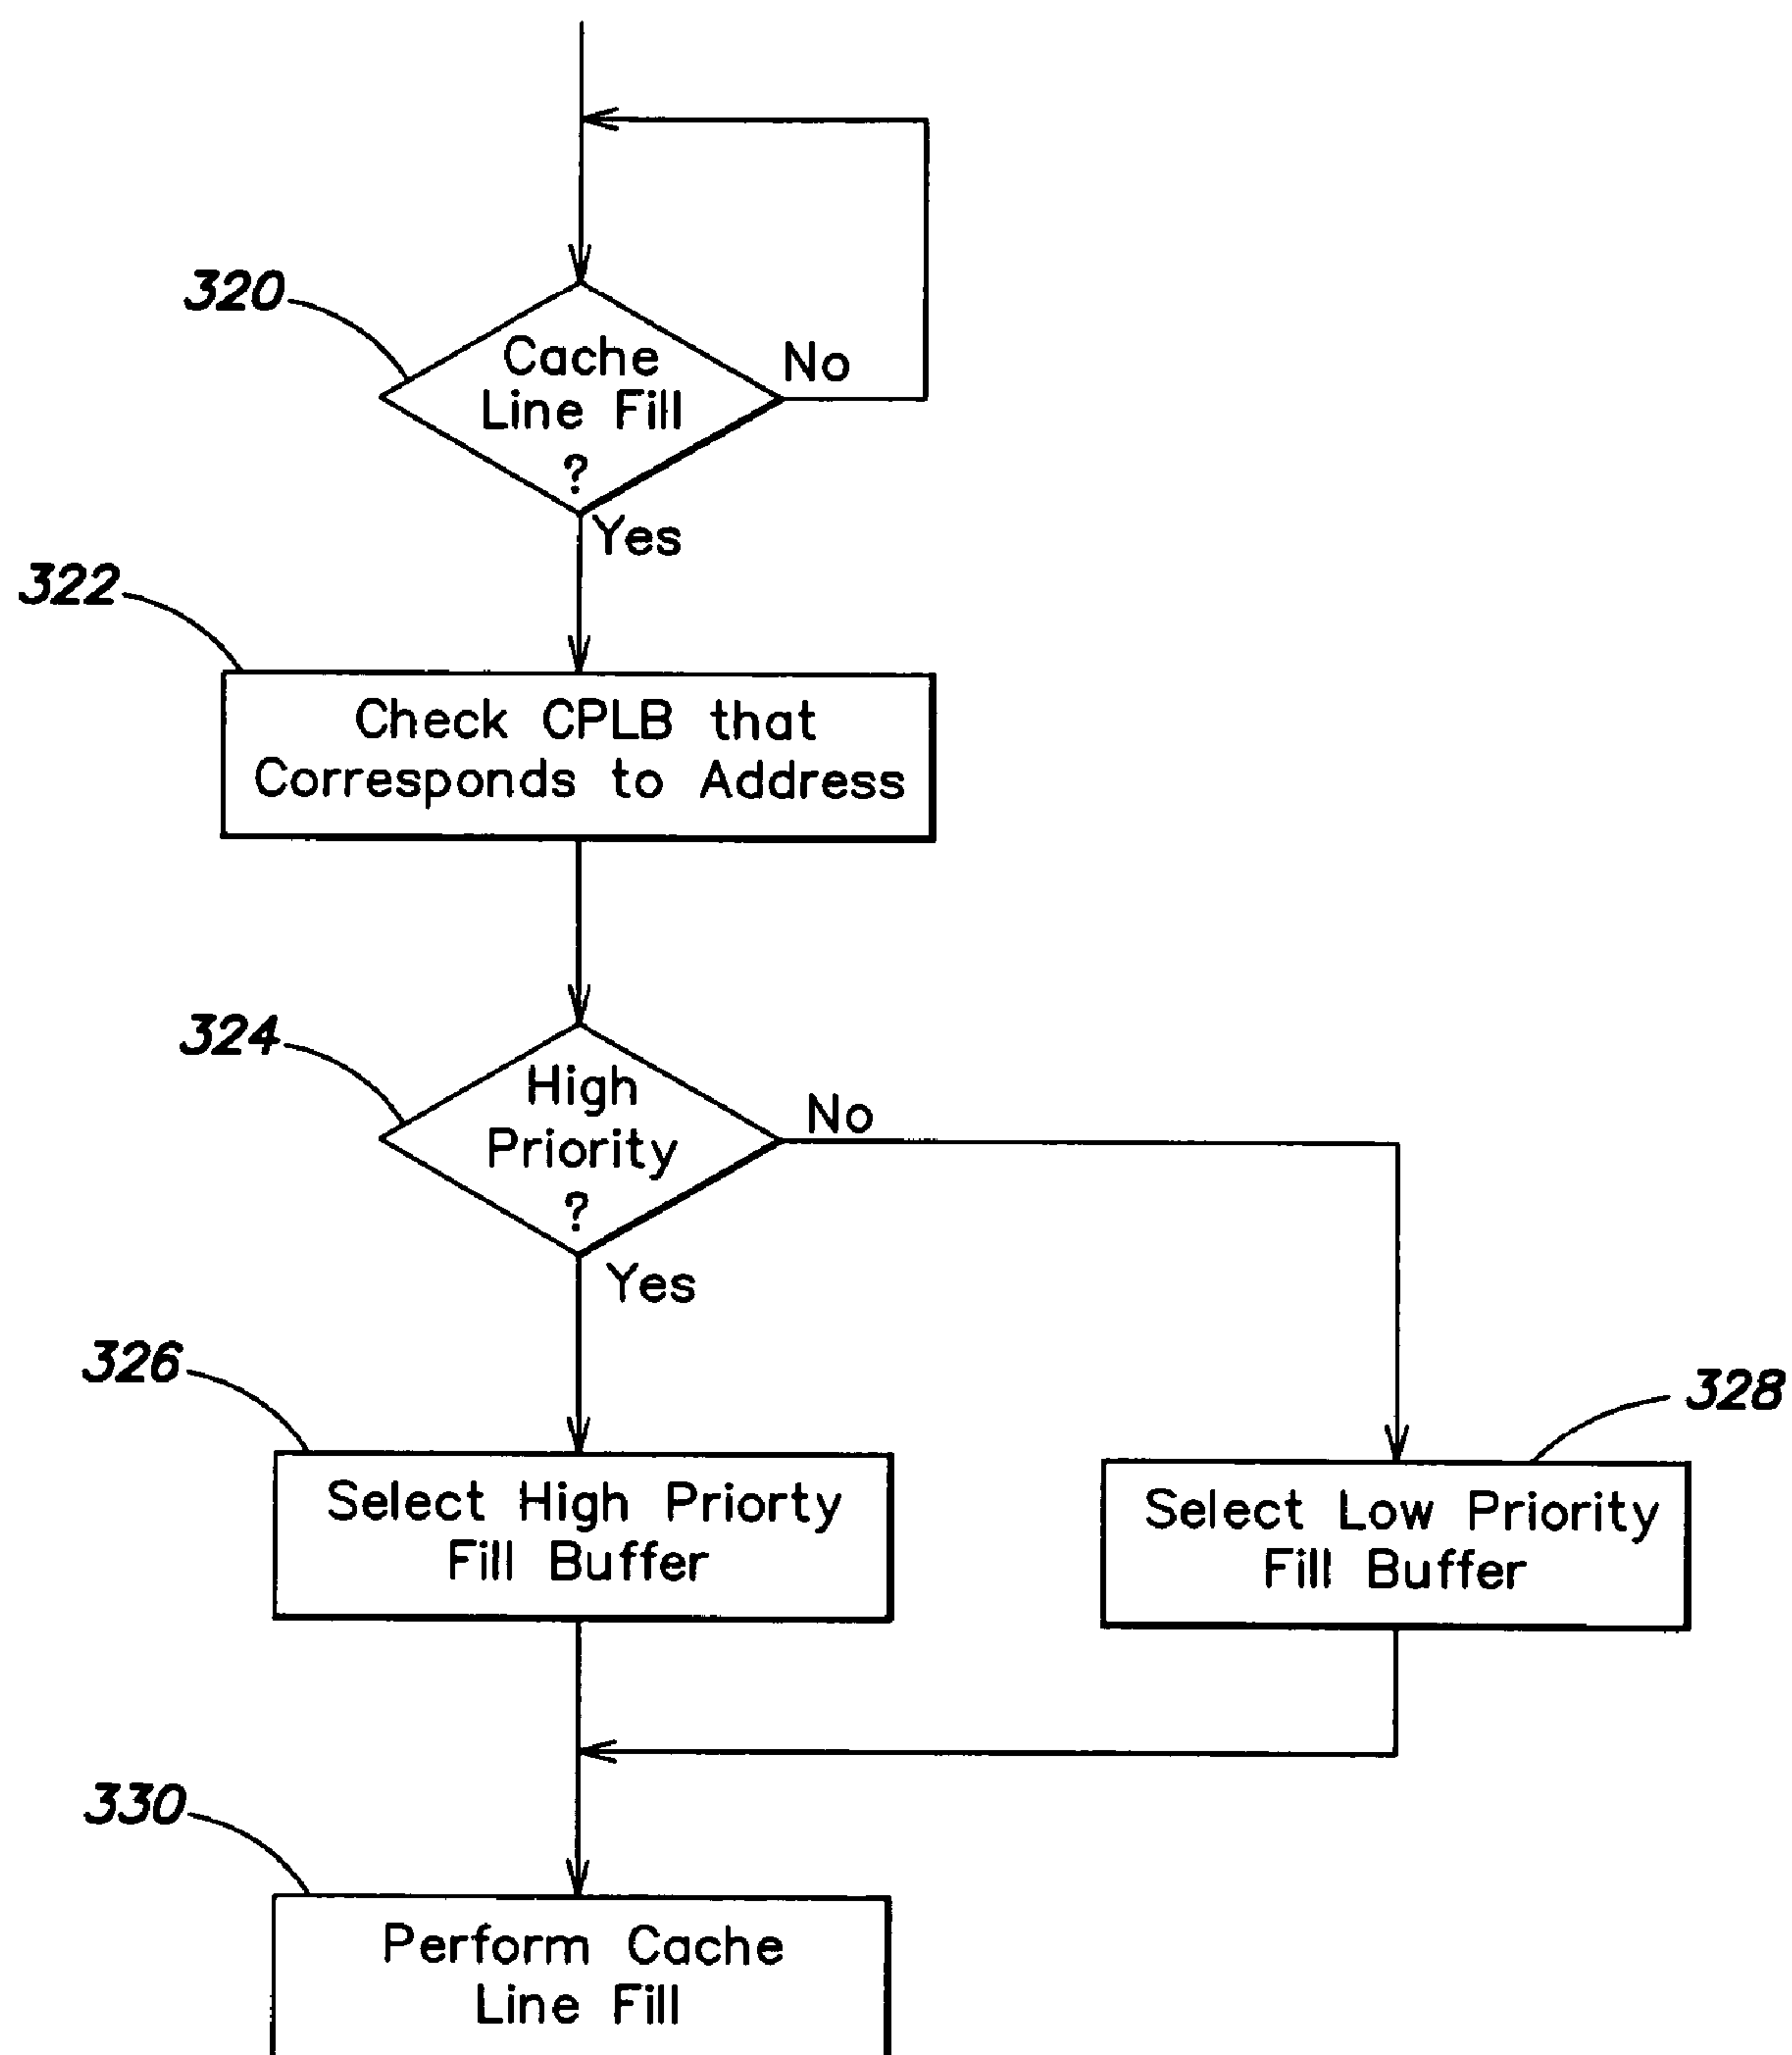 320
Cache
Line Fill
?
No
Yes
322
Check CPLB that
Corresponds to Address
324
High
Priority
?
No
Yes
326
Select High Priorty
Fill Buffer
328
Select Low Priority
Fill Buffer
330
Perform Cache
Line Fill